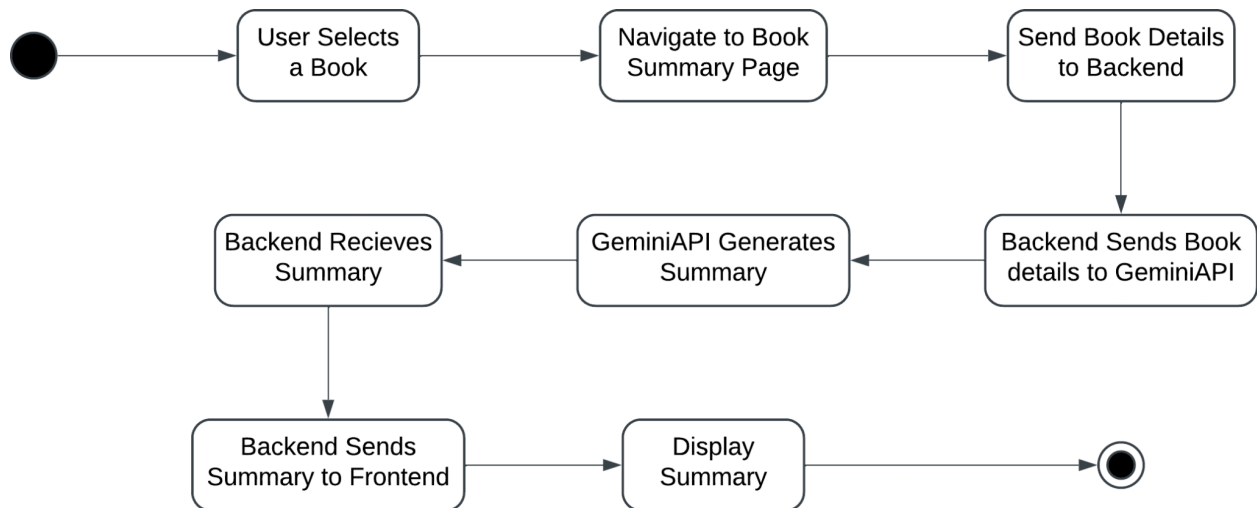 User Selects
a Book
Navigate to Book
Summary Page
Send Book Details
to Backend
Backend Sends Book
details to GeminiAPI
GeminiAPI Generates
Summary
Backend Recieves
Summary
Backend Sends
Summary to Frontend
Display
Summary